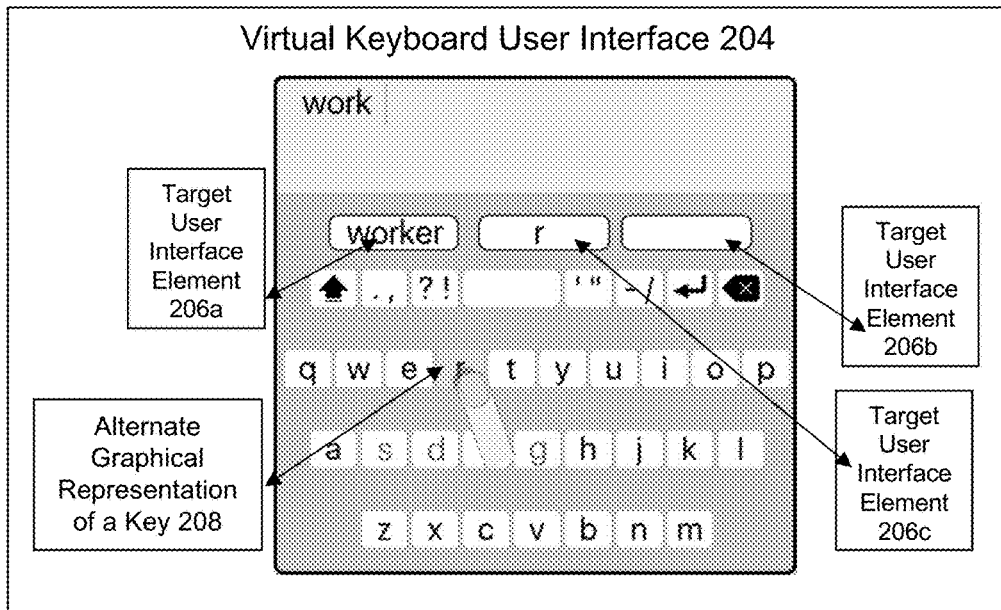 Virtual Keyboard User Interface 204
work
Target
User
Interface
Element
206a
worker r
Target
User
Interface
Element
206b
. , ? ! ‘ “ - /
q w e r t y u i o p
Alternate
Graphical
Representation
of a Key 208
a s d g h j k l
Target
User
Interface
Element
206c
z x c v b n m